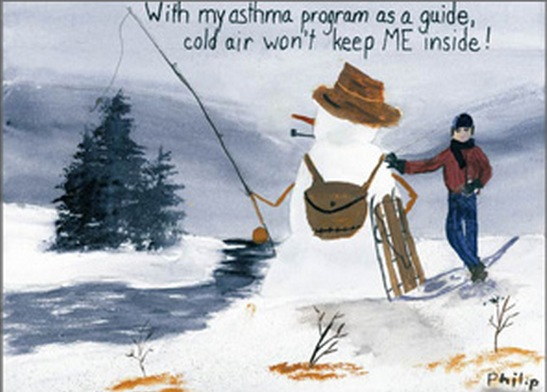 With my asthma program as a guide,
cold air won't keep ME inside!
Philip